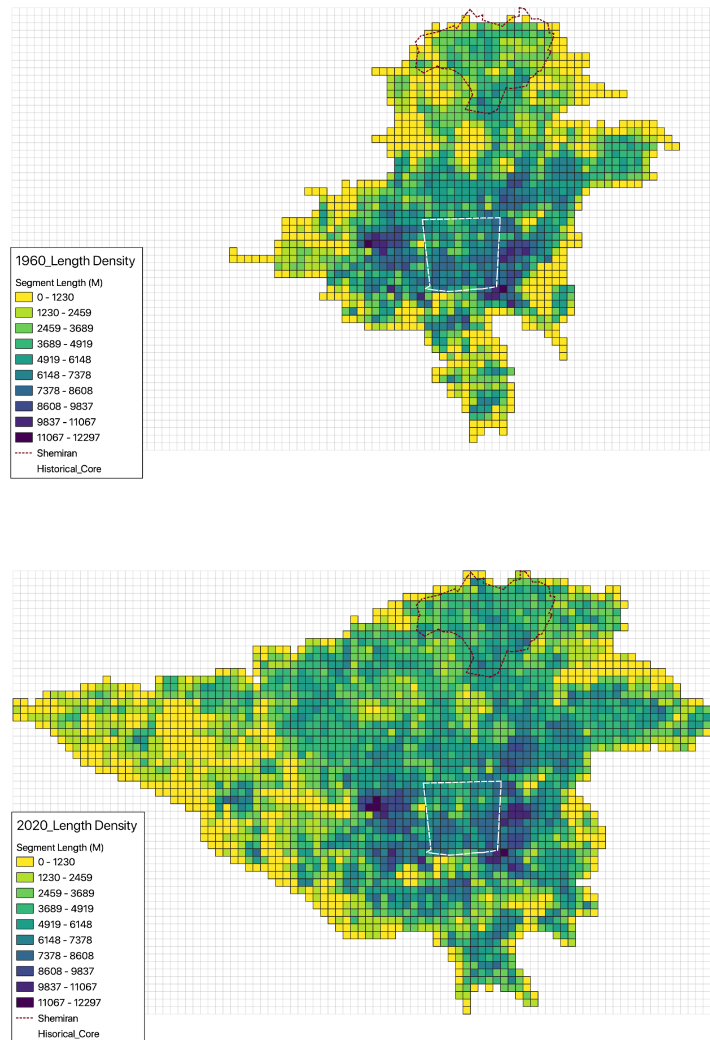 1960_Length Density
Segment Length (M)
0 - 1230
1230 - 2459
2459 - 3689
3689 - 4919
4919 - 6148
6148 - 7378
7378 - 8608
8608 - 9837
9837 - 11067
11067 - 12297
Shemiran
Historical_Core
2020_Length Density
Segment Length (M)
0 - 1230
1230 - 2459
2459 - 3689
3689 - 4919
4919 - 6148
6148 - 7378
7378 - 8608
8608 - 9837
9837 - 11067
11067 - 12297
Shemiran
Hisorical_Core